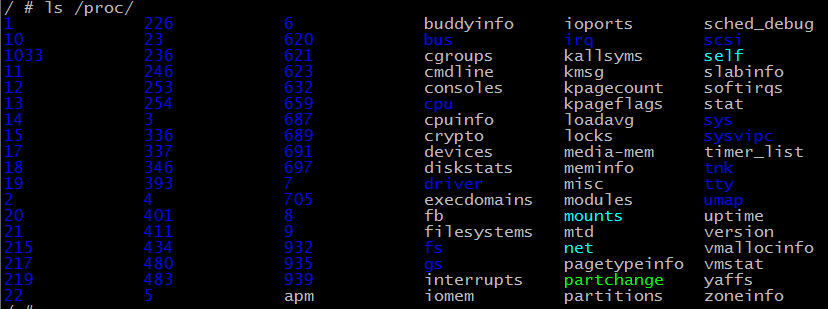 / # ls /proc/
1 226 6 buddyinfo ioports sched_debug
10 23 620 bus irq scsi
1033 236 621 cgroups kallsyms self
11 246 623 cmdline kmsg slabinfo
12 253 632 consoles kpagecount softirqs
13 254 659 cpu kpageflags stat
14 3 687 cpuinfo loadavg sys
15 336 689 crypto locks sysvipc
17 337 691 devices media-mem timer_list
18 346 697 diskstats meminfo tnk
19 393 7 driver misc tty
2 4 705 execdomains modules umap
20 401 8 fb mounts uptime
21 411 9 filesystems mtd version
215 434 932 fs net vmallocinfo
217 480 935 gs pagetypeinfo vmstat
219 483 939 interrupts partchange yaffs
22 5 apm iomem partitions zoneinfo
/ #